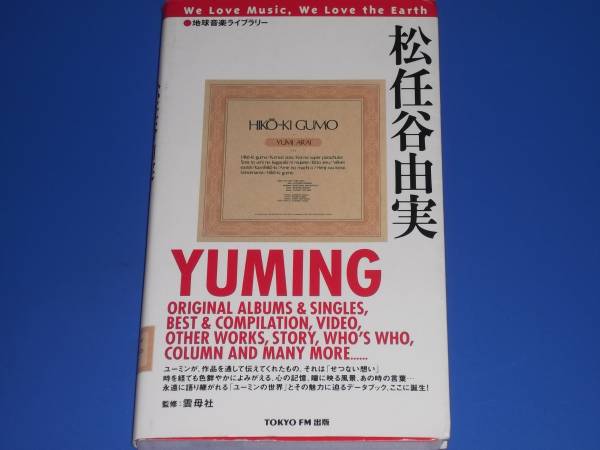 We Love Music, We Love the Earth
●地球音楽ライブラリー
松任谷由実
HIKŌ-KI GUMO
YUMI ARAI
YUMING
ORIGINAL ALBUMS & SINGLES,
BEST & COMPILATION, VIDEO,
OTHER WORKS, STORY, WHO'S WHO,
COLUMN AND MANY MORE......
ユーミンが、作品を通して伝えてくれたもの、それは「せつない想い」
時を経ても色鮮やかによみがえる、心の記憶、瞳に映る風景、あの時の言葉…
永遠に語り継がれる「ユーミンの世界」とその魅力に迫るデータブック、ここに誕生!
監修:雲母社
TOKYO FM 出版